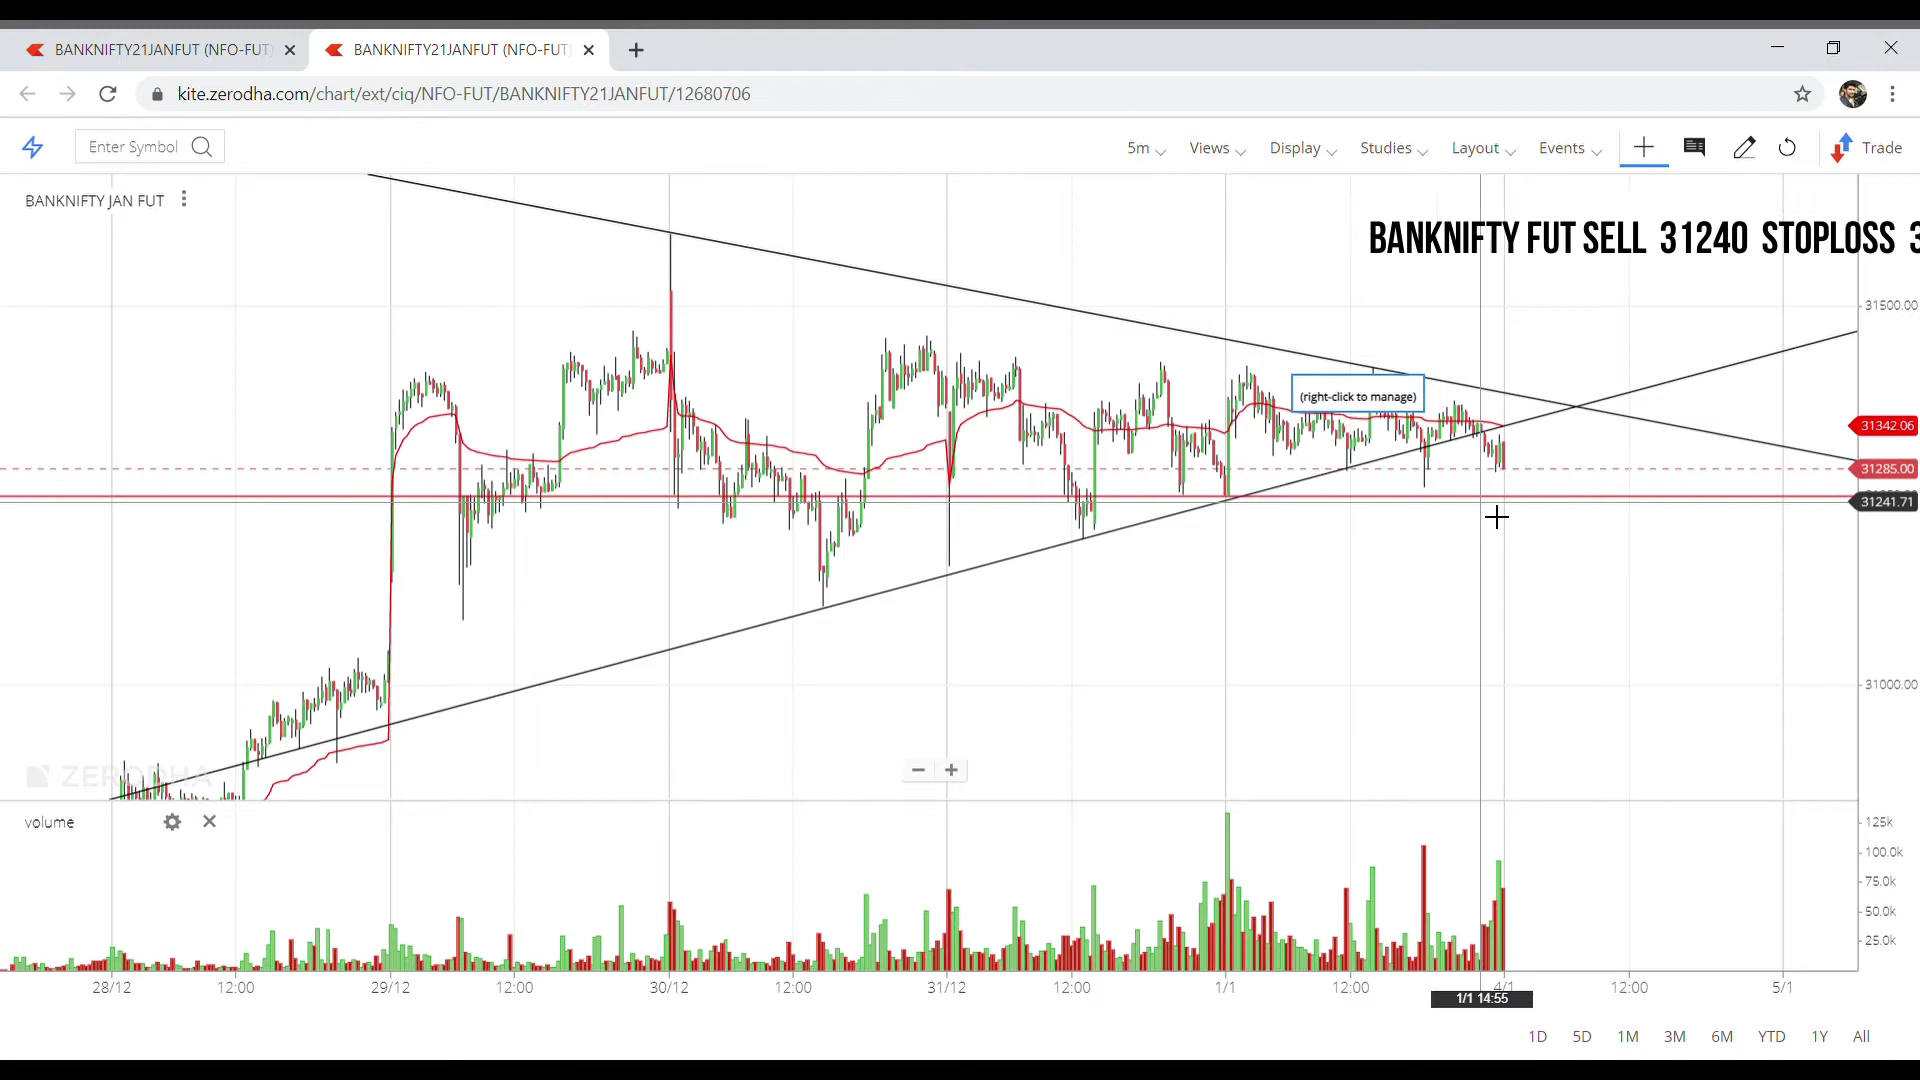 BANKNIFTY21JANFUT (NFO-FUT)
BANKNIFTY21JANFUT (NFO-FUT)
kite.zerodha.com/chart/ext/ciq/NFO-FUT/BANKNIFTY21JANFUT/12680706
Enter Symbol
5m
Views
Display
Studies
Layout
Events
Trade
BANKNIFTY JAN FUT
BANKNIFTY FUT SELL 31240 STOPLOSS 3
31500.00
(right-click to manage)
31342.06
31285.00
31241.71
31000.00
ZERODHA
volume
125k
100.0k
75.0k
50.0k
25.0k
28/12 12:00 29/12 12:00 30/12 12:00 31/12 12:00 1/1 12:00 4/1 12:00 5/1
1/1 14:55
1D 5D 1M 3M 6M YTD 1Y All